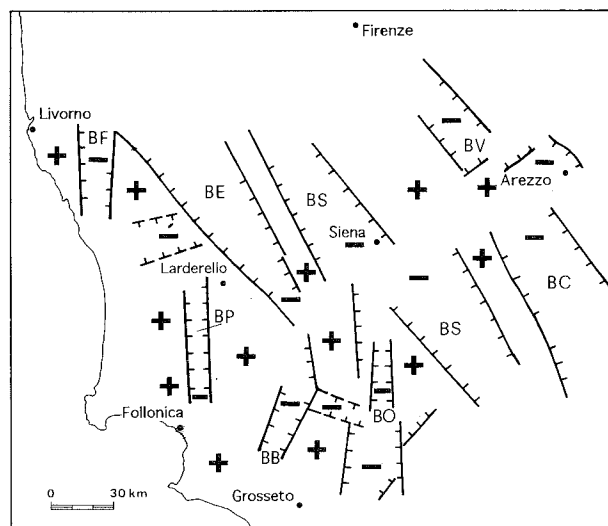 Firenze
Livorno
BF
BV
Arezzo
BE
BS
Siena
Larderello
BC
BP
BS
Follonica
BO
BB
Grosseto
0 30 km